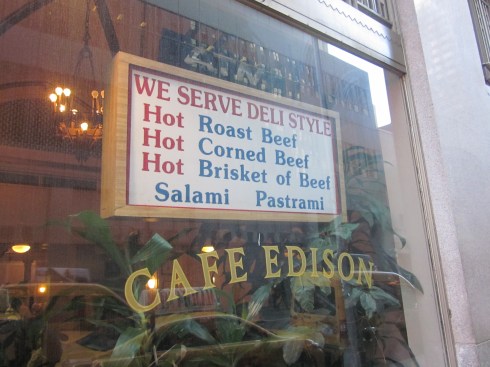 WE SERVE DELI STYLE
Hot Roast Beef
Hot Corned Beef
Hot Brisket of Beef
Salami Pastrami
CAFE EDISON